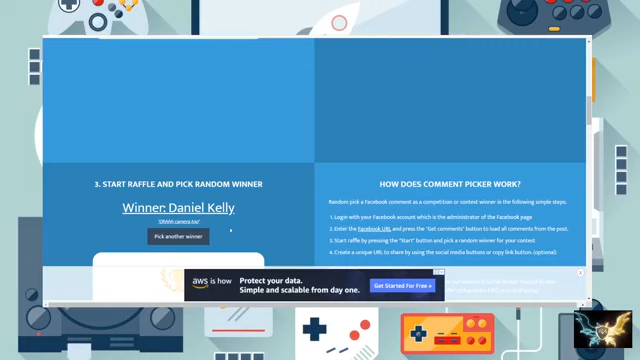 3. START RAFFLE AND PICK RANDOM WINNER
Winner: Daniel Kelly
Pick another winner
HOW DOES COMMENT PICKER WORK?
Random pick a Facebook comment as a competition or contest winner in the following simple steps:
1. Login with your Facebook account which is the administrator of the Facebook page
2. Enter the Facebook URL and press the "Get comments" button to load all comments from the post.
3. Start raffle by pressing the "Start" button and pick a random winner for your contest
4. Create a unique URL to share by using the social media buttons or copy link button. (optional)
aws is how
Protect your data.
Simple and scalable from day one.
Get Started For Free »